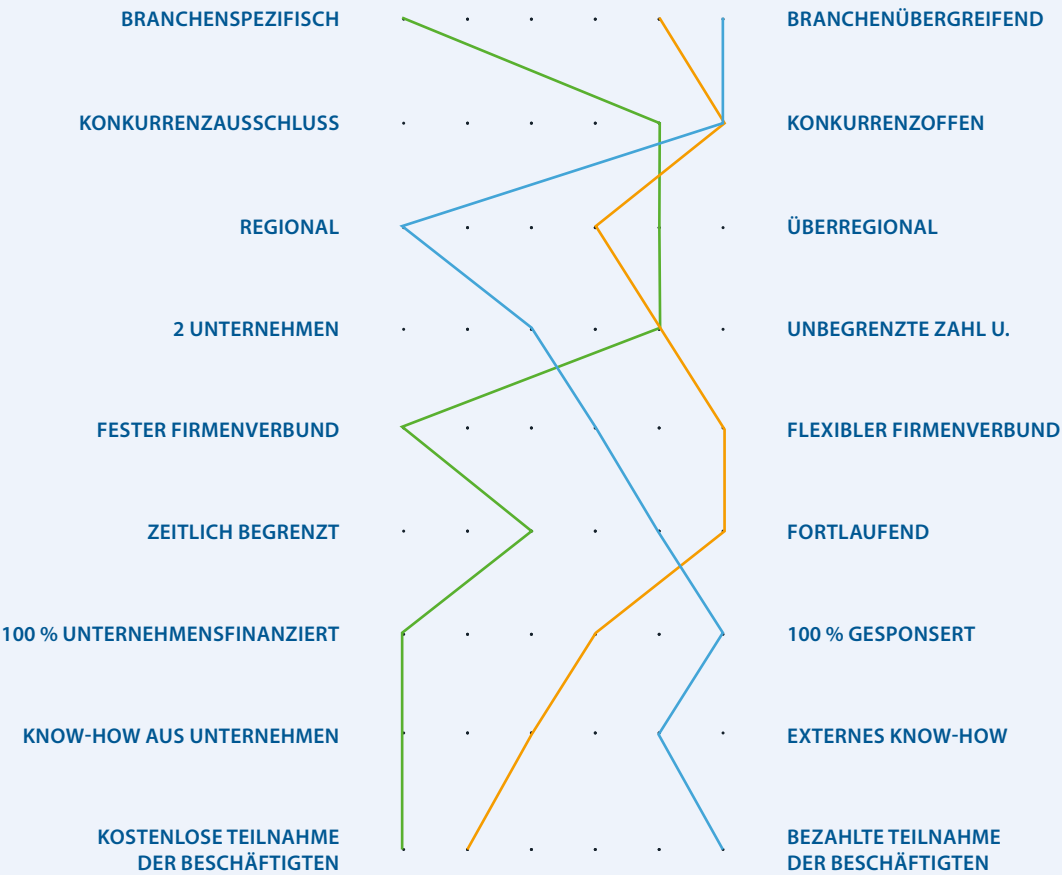 BRANCHENSPEZIFISCH
BRANCHENÜBERGREIFEND
KONKURRENZAUSSCHLUSS
KONKURRENZOFFEN
REGIONAL
ÜBERREGIONAL
2 UNTERNEHMEN
UNBEGRENZTE ZAHL U.
FESTER FIRMENVERBUND
FLEXIBLER FIRMENVERBUND
ZEITLICH BEGRENZT
FORTLAUFEND
100 % UNTERNEHMENSFINANZIERT
100 % GESPONSERT
KNOW-HOW AUS UNTERNEHMEN
EXTERNES KNOW-HOW
KOSTENLOSE TEILNAHME
DER BESCHÄFTIGTEN
BEZAHLTE TEILNAHME
DER BESCHÄFTIGTEN